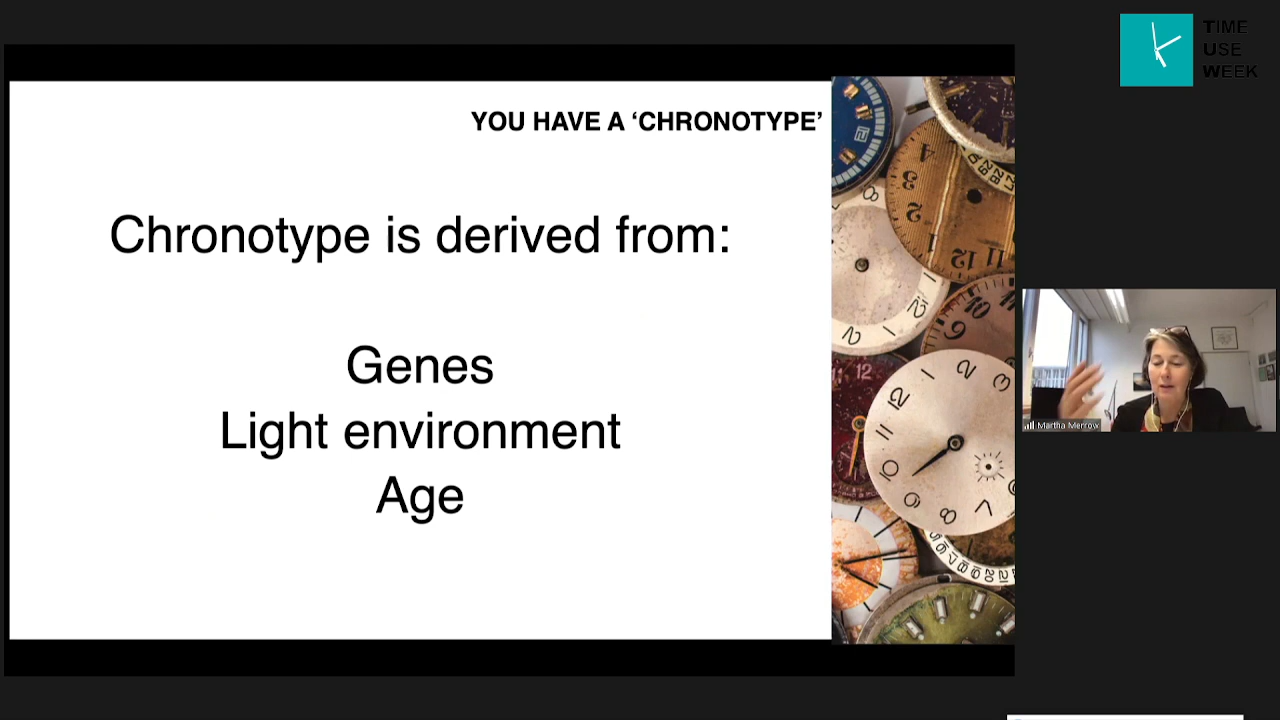 TIME
USE
WEEK
YOU HAVE A ‘CHRONOTYPE’
Chronotype is derived from:
Genes
Light environment
Age
Martha Merrow